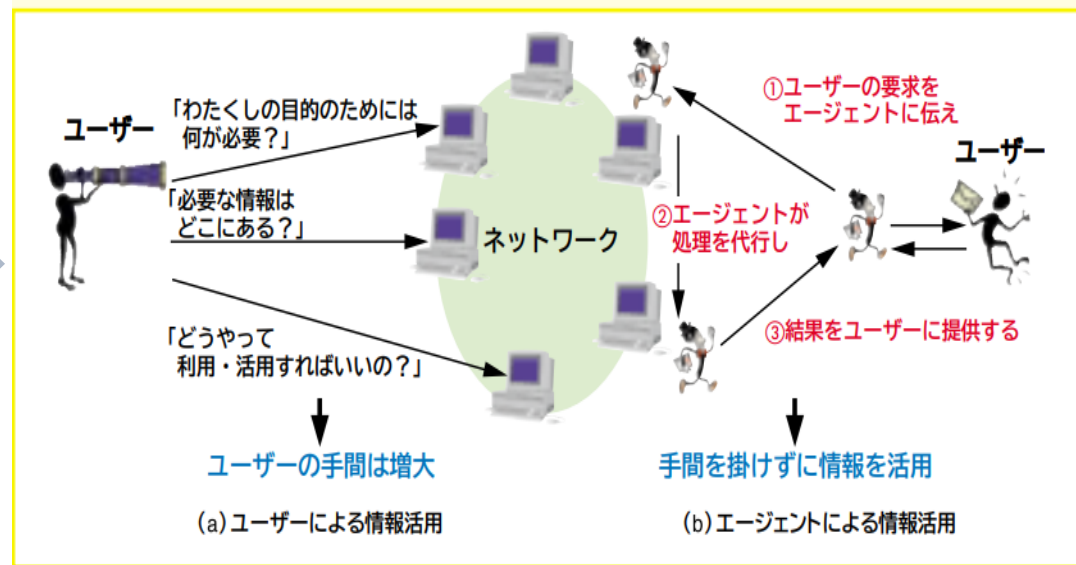 ユーザー
「わたくしの目的のためには
何が必要？」
「必要な情報は
どこにある？」
「どうやって
利用・活用すればいいの？」
ネットワーク
①ユーザーの要求を
エージェントに伝え
ユーザー
②エージェントが
処理を代行し
③結果をユーザーに提供する
ユーザーの手間は増大
手間を掛けずに情報を活用
(a)ユーザーによる情報活用
(b)エージェントによる情報活用